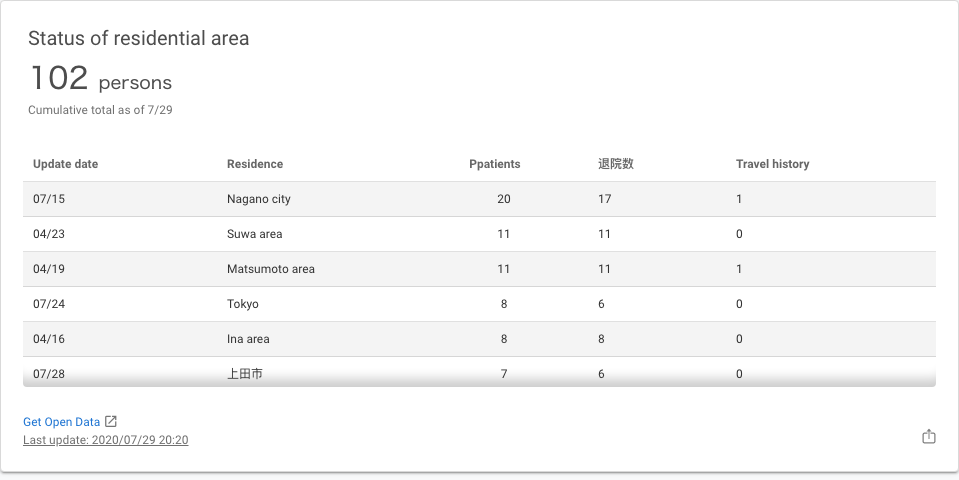 Status of residential area
102 persons
Cumulative total as of 7/29
Update date Residence Ppatients 退院数 Travel history
07/15 Nagano city 20 17 1
04/23 Suwa area 11 11 0
04/19 Matsumoto area 11 11 1
07/24 Tokyo 8 6 0
04/16 Ina area 8 8 0
07/28 上田市 7 6 0
Get Open Data
Last update: 2020/07/29 20:20